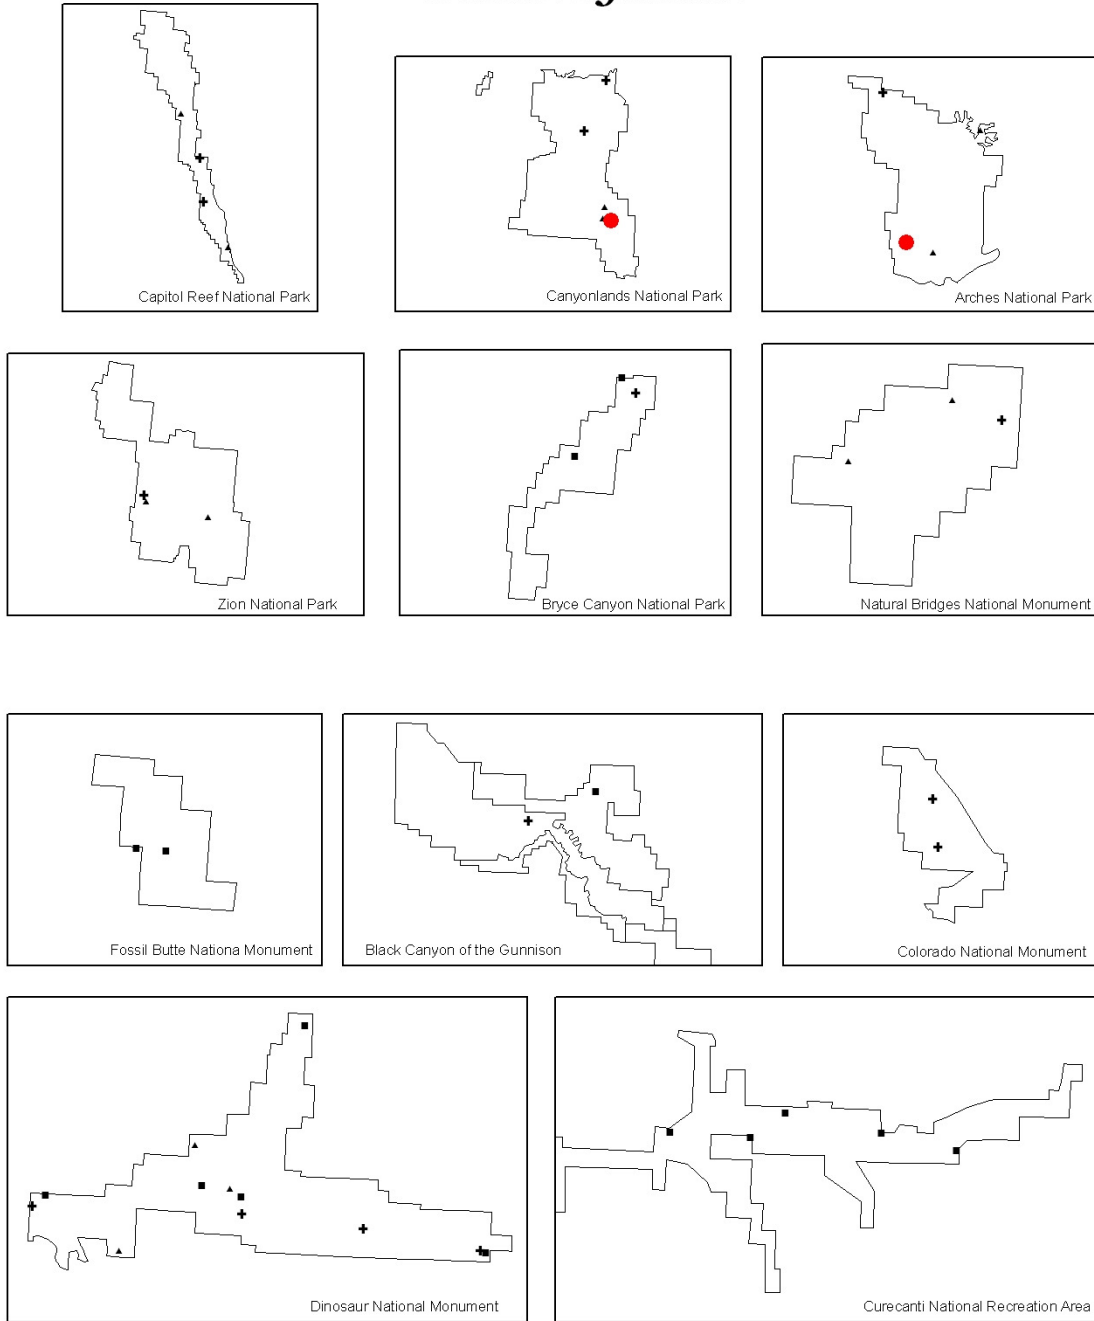 Capitol Reef National Park
Canyonlands National Park
Arches National Park
Zion National Park
Bryce Canyon National Park
Natural Bridges National Monument
Fossil Butte Nationa Monument
Black Canyon of the Gunnison
Colorado National Monument
Dinosaur National Monument
Curecanti National Recreation Area